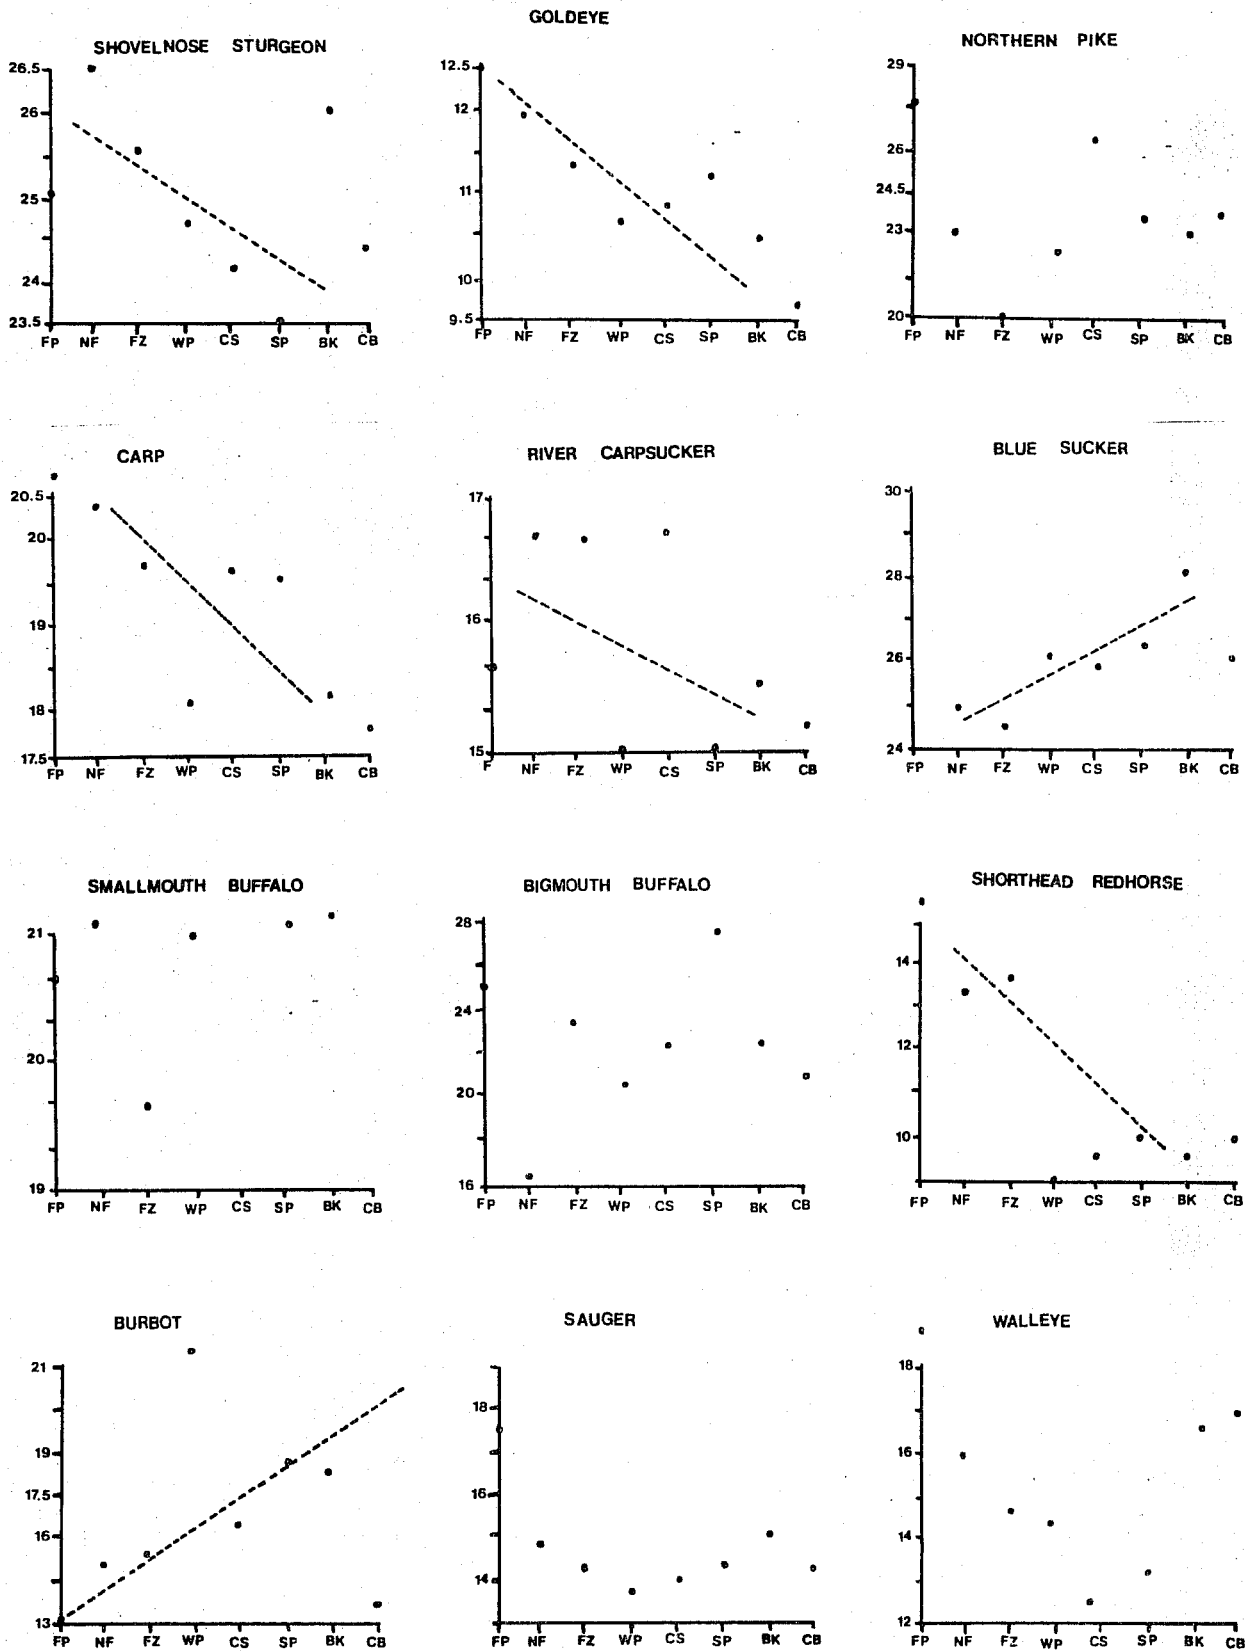 SHOVELNOSE STURGEON
26.5
26
25
24
23.5
FP NF FZ WP CS SP BK CB
GOLDEYE
12.5
12
11
10
9.5
FP NF FZ WP CS SP BK CB
NORTHERN PIKE
29
26
24.5
23
20
FP NF FZ WP CS SP BK CB
CARP
20.5
20
19
18
17.5
FP NF FZ WP CS SP BK CB
RIVER CARPSUCKER
17
16
15
F NF FZ WP CS SP BK CB
BLUE SUCKER
30
28
26
24
FP NF FZ WP CS SP BK CB
SMALLMOUTH BUFFALO
21
20
19
FP NF FZ WP CS SP BK CB
BIGMOUTH BUFFALO
28
24
20
16
FP NF FZ WP CS SP BK CB
SHORTHEAD REDHORSE
14
12
10
FP NF FZ WP CS SP BK CB
BURBOT
21
19
17.5
16
13
FP NF FZ WP CS SP BK CB
SAUGER
18
16
14
FP NF FZ WP CS SP BK CB
WALLEYE
18
16
14
12
FP NF FZ WP CS SP BK CB